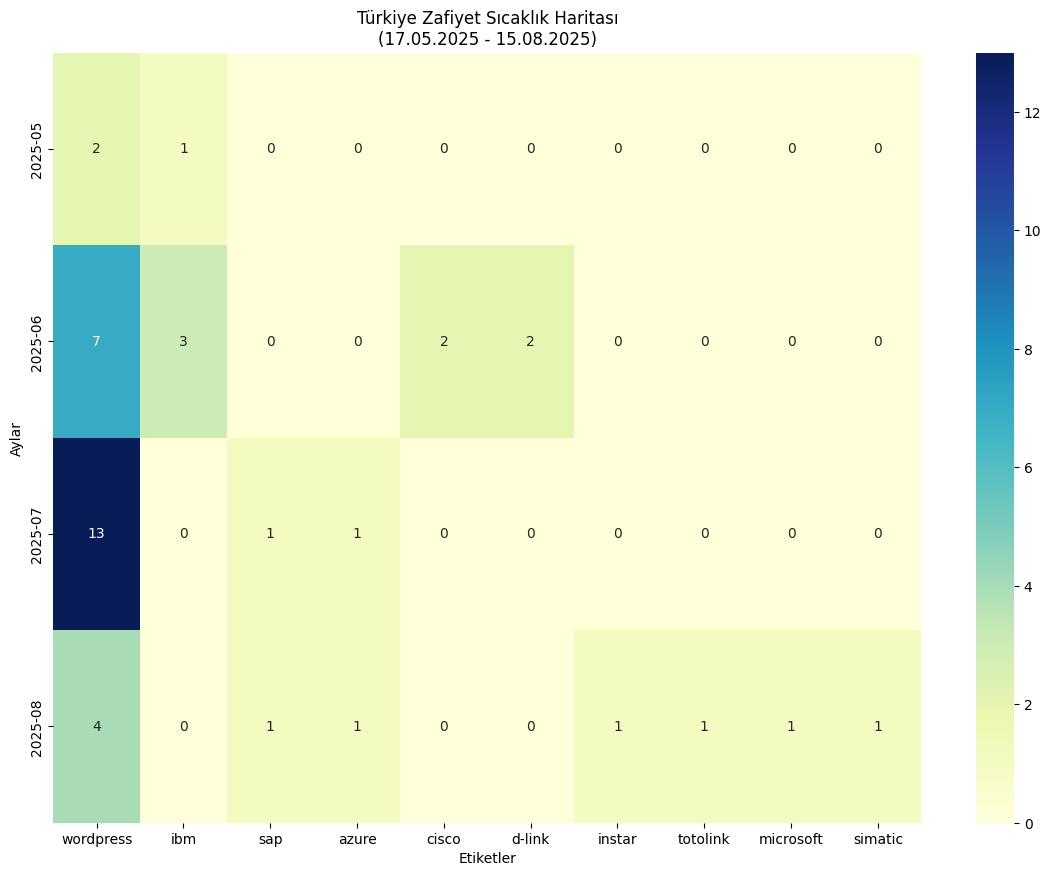 Türkiye Zafiyet Sıcaklık Haritası
(17.05.2025 - 15.08.2025)
Aylar
2025-05
2 1 0 0 0 0 0 0 0 0
2025-06
7 3 0 0 2 2 0 0 0 0
2025-07
13 0 1 1 0 0 0 0 0 0
2025-08
4 0 1 1 0 0 1 1 1 1
wordpress ibm sap azure cisco d-link instar totolink microsoft simatic
Etiketler
12
10
8
6
4
2
0